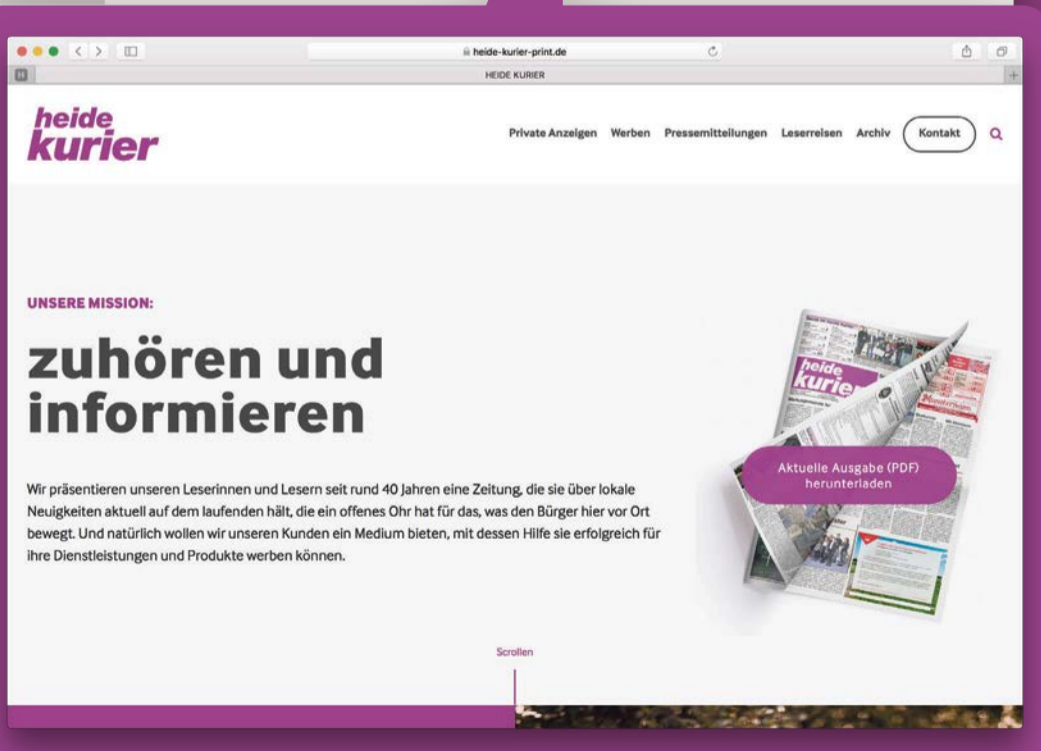 heide-kurier-print.de
H
HEIDE KURIER
heide
kurier
Private Anzeigen Werben Pressemitteilungen Leserreisen Archiv Kontakt
UNSERE MISSION:
zuhören und
informieren
Wir präsentieren unseren Leserinnen und Lesern seit rund 40 Jahren eine Zeitung, die sie über lokale
Neuigkeiten aktuell auf dem laufenden hält, die ein offenes Ohr hat für das, was den Bürger hier vor Ort
bewegt. Und natürlich wollen wir unseren Kunden ein Medium bieten, mit dessen Hilfe sie erfolgreich für
ihre Dienstleistungen und Produkte werben können.
heide
kurier
Aktuelle Ausgabe (PDF)
herunterladen
Scrollen